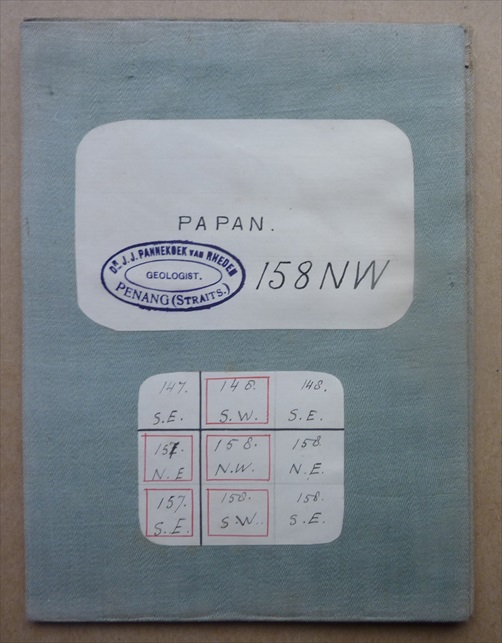 PAPAN.
DR. J. J. PANNEKOEK VAN RHEDEN
GEOLOGIST.
PENANG (STRAITS.)
158 NW
147. 148. 148.
S.E. S.W. S.E.
157. 158. 158.
N.E N.W. N.E.
157. 158. 158.
S.E. S.W. S.E.